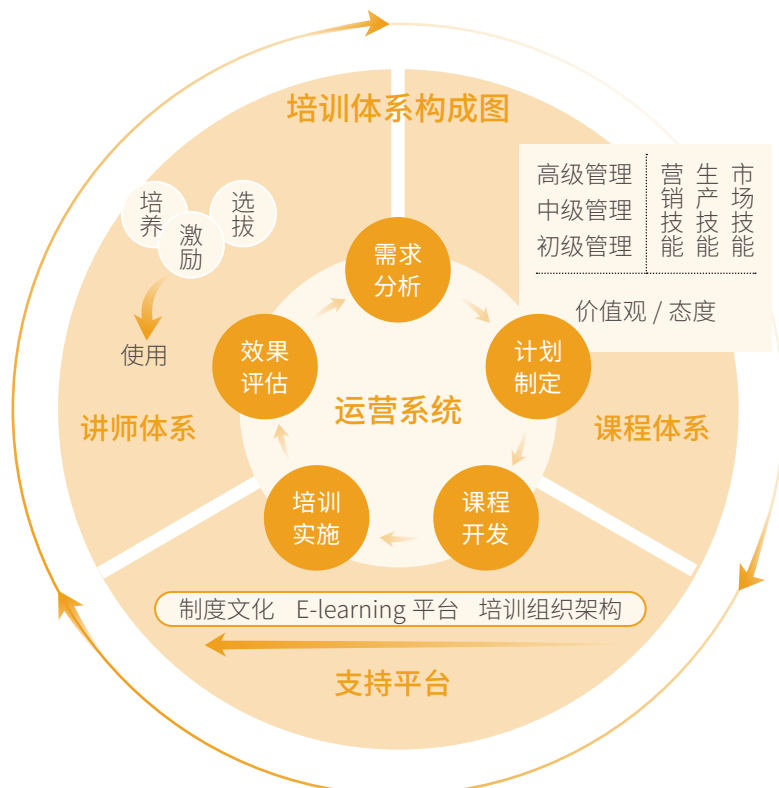 培训体系构成图
培养
激励
选拔
使用
讲师体系
高级管理
中级管理
初级管理
营销技能
生产技能
市场技能
价值观 / 态度
课程体系
需求
分析
计划
制定
课程
开发
培训
实施
效果
评估
运营系统
制度文化 E-learning 平台 培训组织架构
支持平台